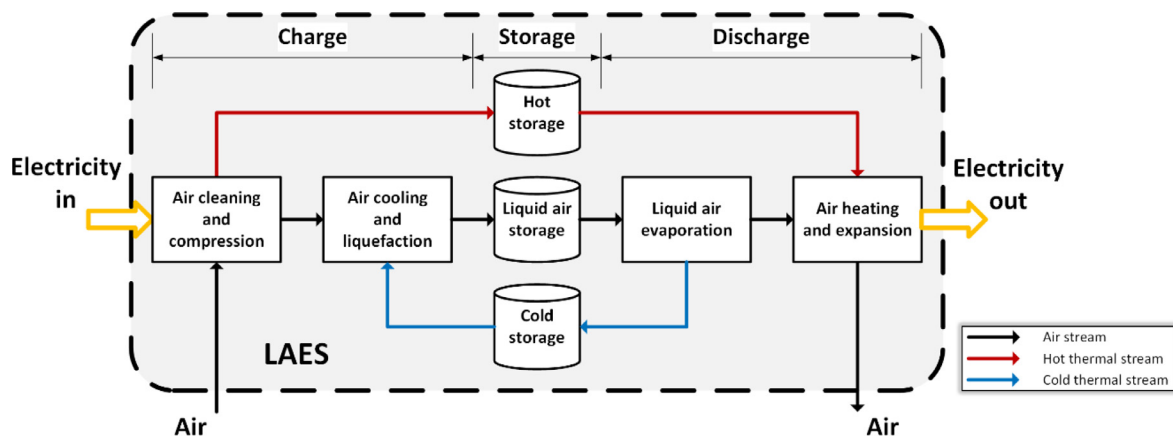 Charge
Storage
Discharge
Hot
storage
Electricity
in
Air cleaning
and
compression
Air cooling
and
liquefaction
Liquid air
storage
Liquid air
evaporation
Air heating
and expansion
Electricity
out
Cold
storage
LAES
Air
Air
Air stream
Hot thermal stream
Cold thermal stream